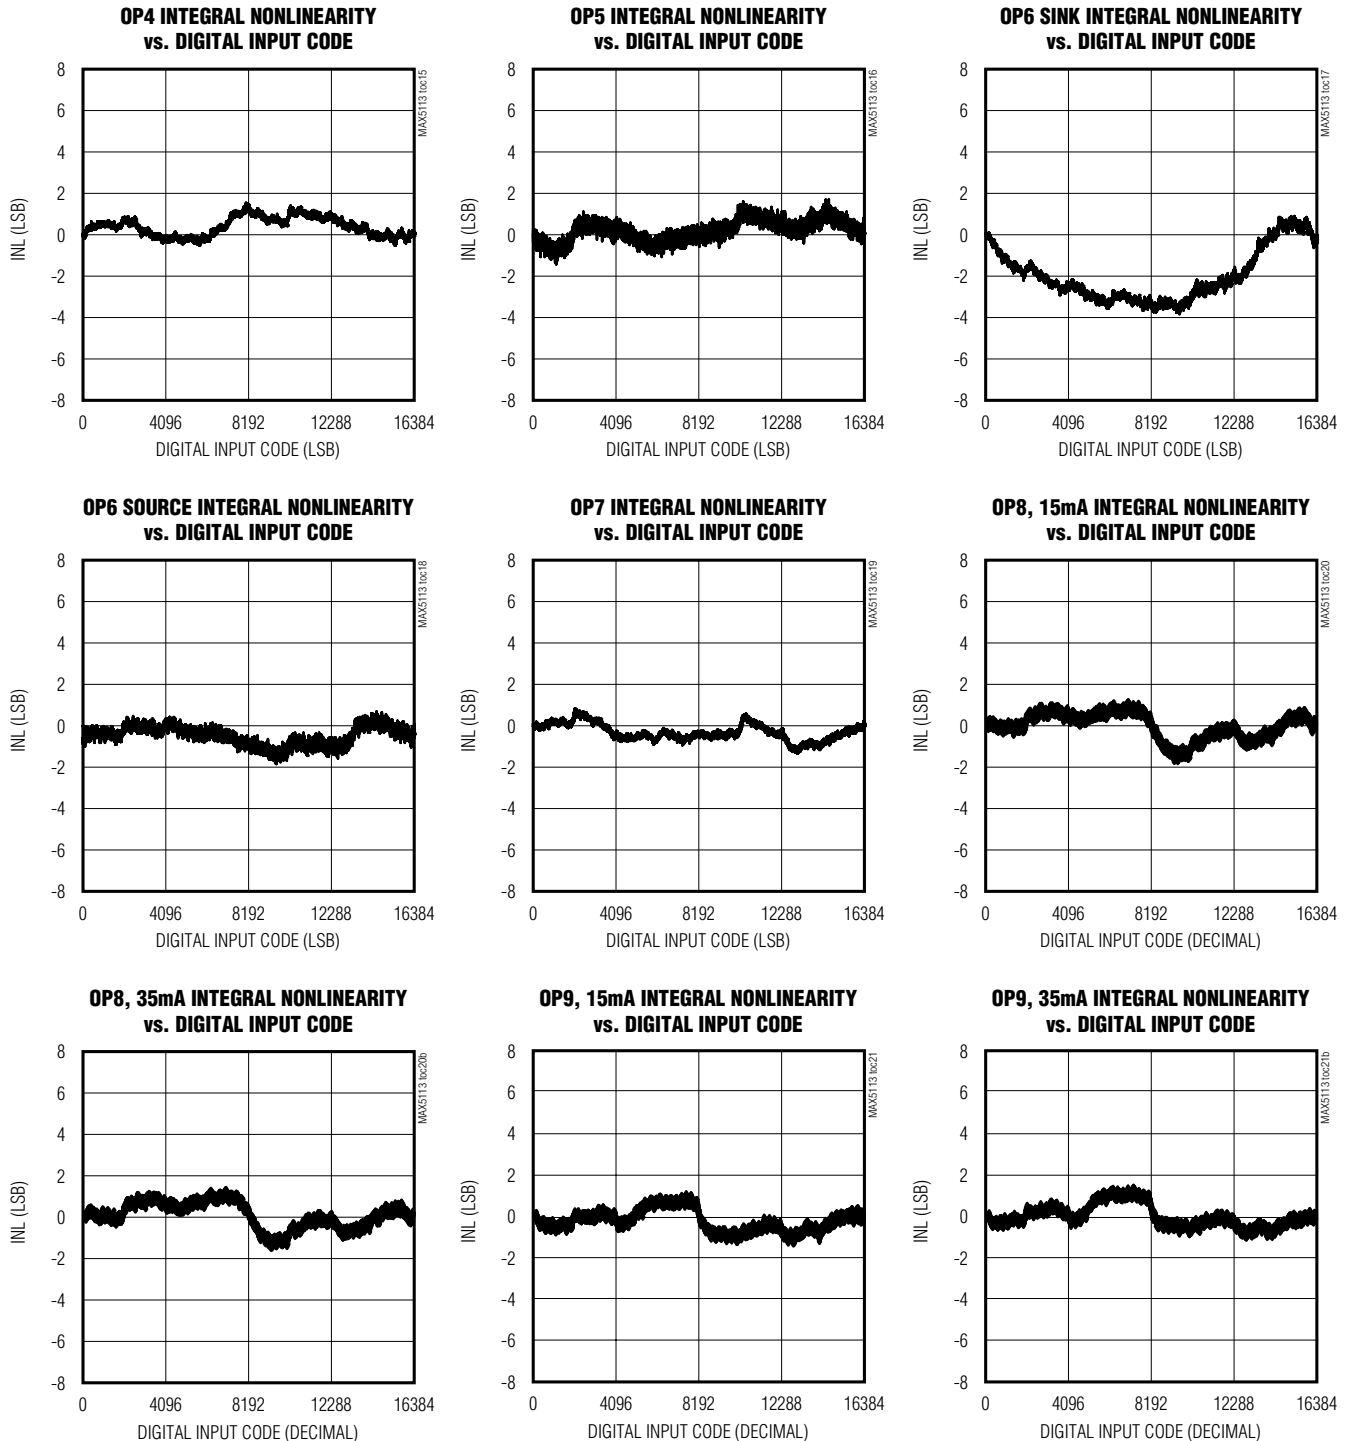 OP4 INTEGRAL NONLINEARITY
vs. DIGITAL INPUT CODE
MAX5113 toc15
INL (LSB)
8
6
4
2
0
-2
-4
-6
-8
0 4096 8192 12288 16384
DIGITAL INPUT CODE (LSB)
OP5 INTEGRAL NONLINEARITY
vs. DIGITAL INPUT CODE
MAX5113 toc16
INL (LSB)
8
6
4
2
0
-2
-4
-6
-8
0 4096 8192 12288 16384
DIGITAL INPUT CODE (LSB)
OP6 SINK INTEGRAL NONLINEARITY
vs. DIGITAL INPUT CODE
MAX5113 toc17
INL (LSB)
8
6
4
2
0
-2
-4
-6
-8
0 4096 8192 12288 16384
DIGITAL INPUT CODE (LSB)
OP6 SOURCE INTEGRAL NONLINEARITY
vs. DIGITAL INPUT CODE
MAX5113 toc18
INL (LSB)
8
6
4
2
0
-2
-4
-6
-8
0 4096 8192 12288 16384
DIGITAL INPUT CODE (LSB)
OP7 INTEGRAL NONLINEARITY
vs. DIGITAL INPUT CODE
MAX5113 toc19
INL (LSB)
8
6
4
2
0
-2
-4
-6
-8
0 4096 8192 12288 16384
DIGITAL INPUT CODE (LSB)
OP8, 15mA INTEGRAL NONLINEARITY
vs. DIGITAL INPUT CODE
MAX5113 toc20
INL (LSB)
8
6
4
2
0
-2
-4
-6
-8
0 4096 8192 12288 16384
DIGITAL INPUT CODE (DECIMAL)
OP8, 35mA INTEGRAL NONLINEARITY
vs. DIGITAL INPUT CODE
MAX5113 toc20b
INL (LSB)
8
6
4
2
0
-2
-4
-6
-8
0 4096 8192 12288 16384
DIGITAL INPUT CODE (DECIMAL)
OP9, 15mA INTEGRAL NONLINEARITY
vs. DIGITAL INPUT CODE
MAX5113 toc21
INL (LSB)
8
6
4
2
0
-2
-4
-6
-8
0 4096 8192 12288 16384
DIGITAL INPUT CODE (DECIMAL)
OP9, 35mA INTEGRAL NONLINEARITY
vs. DIGITAL INPUT CODE
MAX5113 toc21b
INL (LSB)
8
6
4
2
0
-2
-4
-6
-8
0 4096 8192 12288 16384
DIGITAL INPUT CODE (DECIMAL)